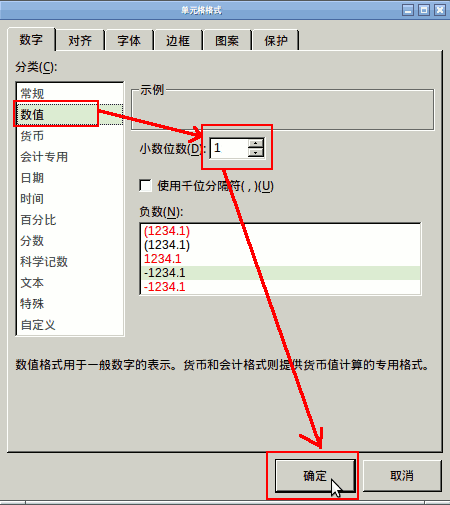 单元格格式
数字 对齐 字体 边框 图案 保护
分类(C):
常规
数值
货币
会计专用
日期
时间
百分比
分数
科学记数
文本
特殊
自定义
示例
小数位数(D): 1
使用千位分隔符( , )(U)
负数(N):
(1234.1)
(1234.1)
1234.1
-1234.1
-1234.1
数值格式用于一般数字的表示。货币和会计格式则提供货币值计算的专用格式。
确定 取消